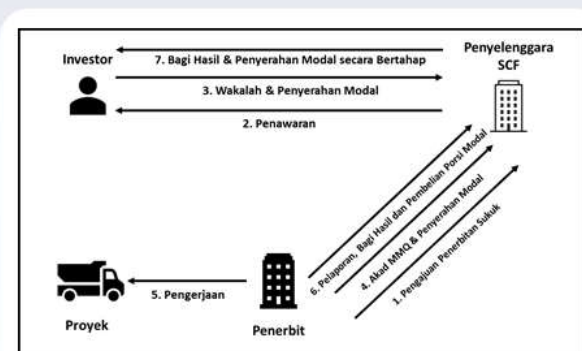 Investor
Penyelenggara
SCF
7. Bagi Hasil & Penyerahan Modal secara Bertahap
3. Wakalah & Penyerahan Modal
2. Penawaran
6. Pelaporan, Bagi Hasil dan Pembelian Porsi Modal
4. Akad MMQ & Penyerahan Modal
1. Pengajuan Penerbitan Sukuk
5. Pengerjaan
Proyek
Penerbit